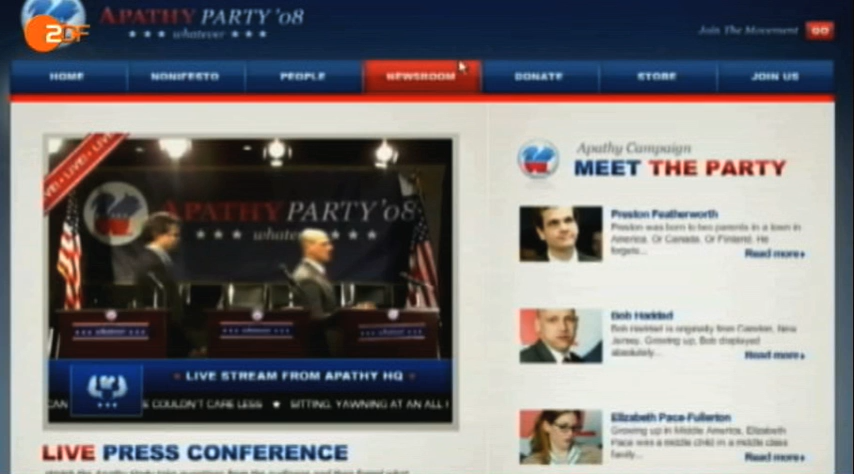 ZDF
APATHY PARTY '08
whatever
Join The Movement GO
HOME NONIFESTO PEOPLE NEWSROOM DONATE STORE JOIN US
LIVE! LIVE! LIVE!
APATHY PARTY '08
whatever
whatever whatever whatever
LIVE STREAM FROM APATHY HQ
CAN E COULDN'T CARE LESS ★ SITTING, YAWNING AT AN ALL
LIVE PRESS CONFERENCE
Apathy Campaign
MEET THE PARTY
Preston Featherworth
Preston was born to two parents in a town in
America. Or Canada. Or Finland. He
forgets...
Read more
Bob Haddad
Bob Haddad is originally from Camden, New
Jersey. Growing up, Bob displayed
absolutely...
Read more
Elizabeth Pace-Fullerton
Growing up in Middle America, Elizabeth
Pace was a middle child in a middle class
family...
Read more